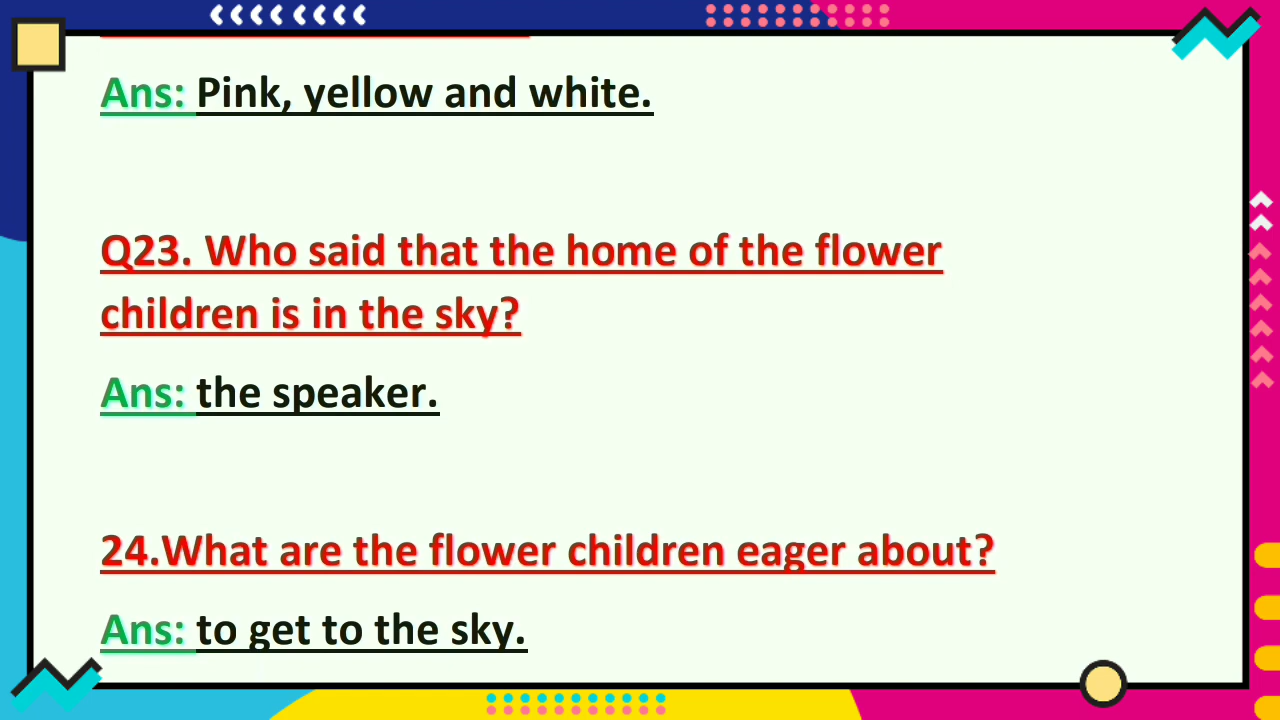 Ans: Pink, yellow and white.
Q23. Who said that the home of the flower
children is in the sky?
Ans: the speaker.
24.What are the flower children eager about?
Ans: to get to the sky.